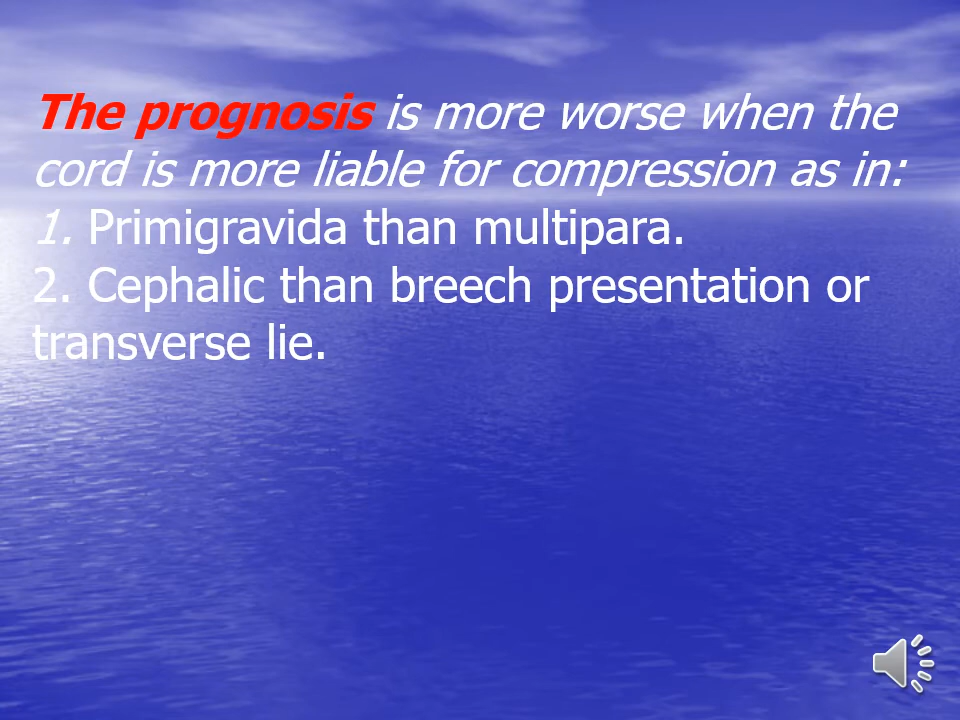 The prognosis is more worse when the
cord is more liable for compression as in:
1. Primigravida than multipara.
2. Cephalic than breech presentation or
transverse lie.